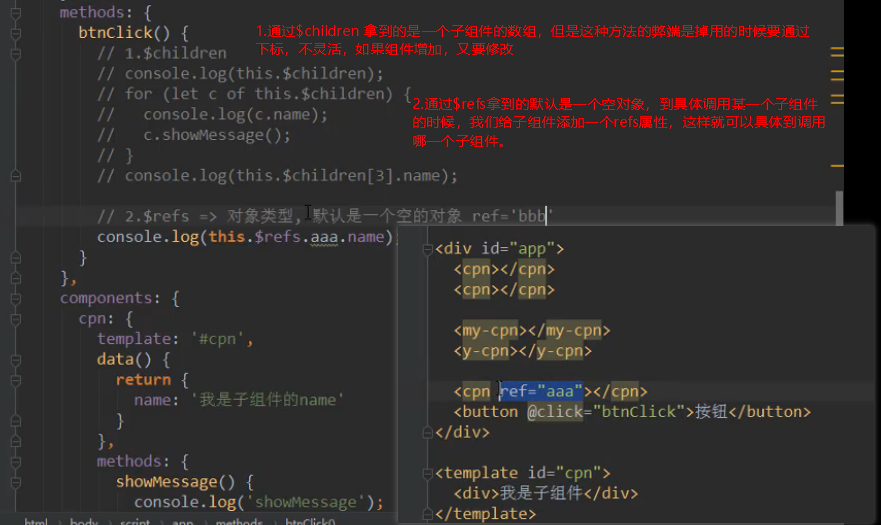 methods: {
btnClick() {
// 1.$children
// console.log(this.$children);
// for (let c of this.$children) {
//   console.log(c.name);
//   c.showMessage();
// }
// console.log(this.$children[3].name);
// 2.$refs => 对象类型, 默认是一个空的对象 ref='bbb'
console.log(this.$refs.aaa.name);
}
},
components: {
cpn: {
template: '#cpn',
data() {
return {
name: '我是子组件的name'
}
},
methods: {
showMessage() {
console.log('showMessage');
1.通过$children 拿到的是一个子组件的数组，但是这种方法的弊端是掉用的时候要通过
下标，不灵活，如果组件增加，又要修改
2.通过$refs拿到的默认是一个空对象，到具体调用某一个子组件
的时候，我们给子组件添加一个refs属性，这样就可以具体到调用
哪一个子组件。
<div id="app">
<cpn></cpn>
<cpn></cpn>
<my-cpn></my-cpn>
<y-cpn></y-cpn>
<cpn ref="aaa"></cpn>
<button @click="btnClick">按钮</button>
</div>
<template id="cpn">
<div>我是子组件</div>
</template>
html › body › script › app › methods › btnClick()